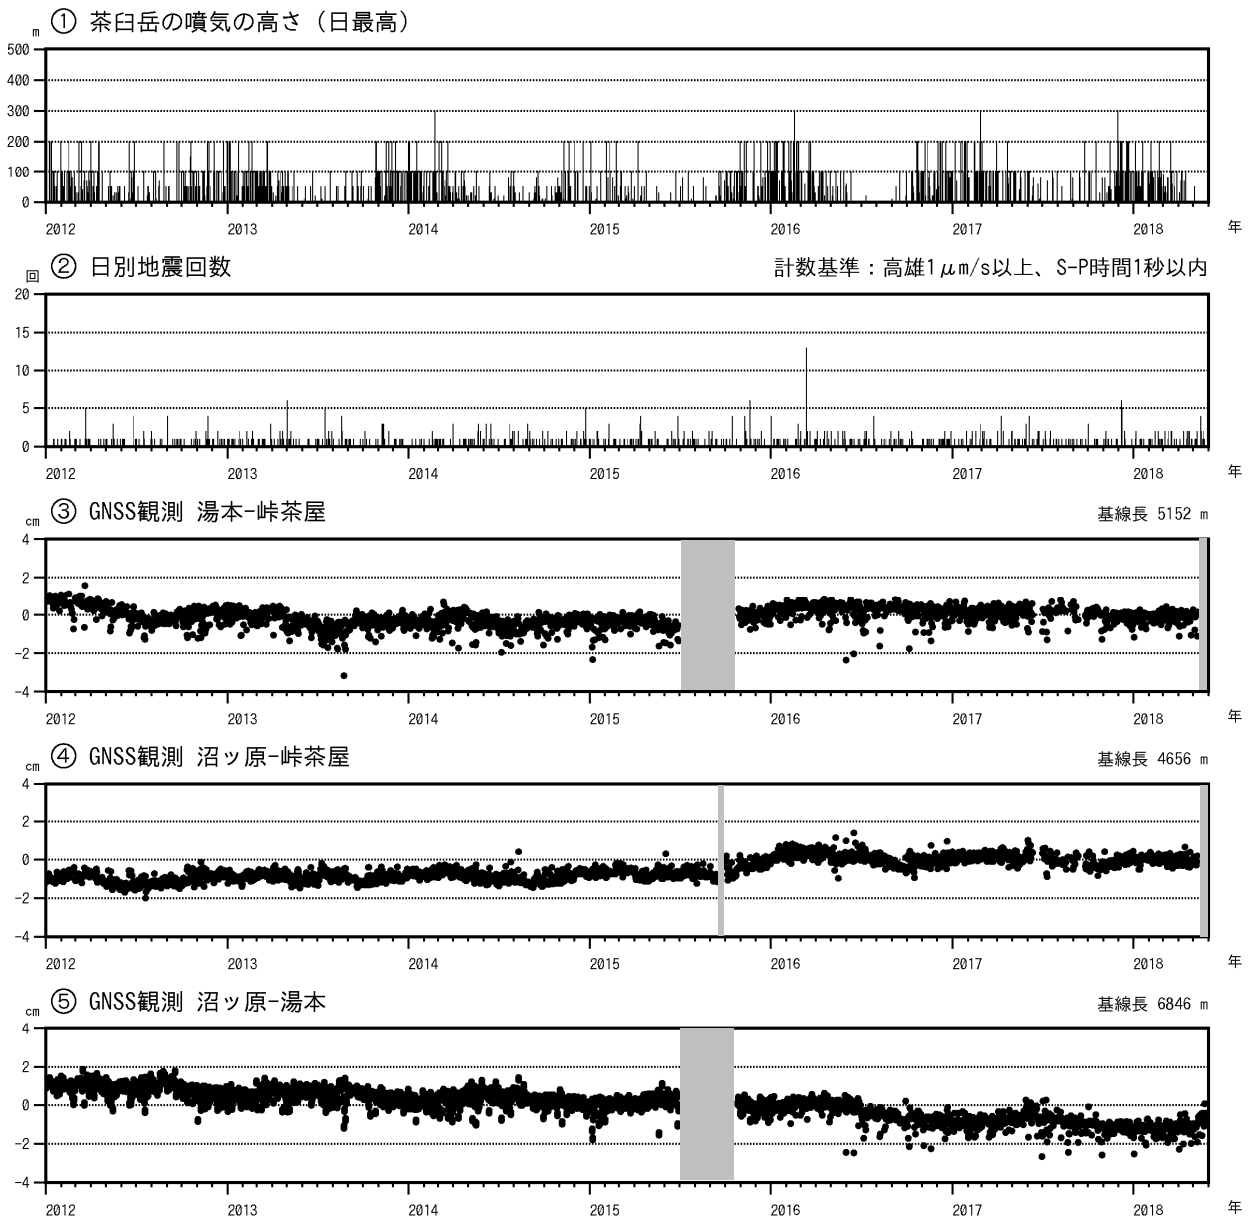 ① 茶臼岳の噴気の高さ（日最高）
m
500
400
300
200
100
0
2012 2013 2014 2015 2016 2017 2018 年
② 日別地震回数 計数基準：高雄1μm/s以上、S-P時間1秒以内
回
20
15
10
5
0
2012 2013 2014 2015 2016 2017 2018 年
③ GNSS観測 湯本-峠茶屋 基線長 5152 m
cm
4
2
0
-2
-4
2012 2013 2014 2015 2016 2017 2018 年
④ GNSS観測 沼ッ原-峠茶屋 基線長 4656 m
cm
4
2
0
-2
-4
2012 2013 2014 2015 2016 2017 2018 年
⑤ GNSS観測 沼ッ原-湯本 基線長 6846 m
cm
4
2
0
-2
-4
2012 2013 2014 2015 2016 2017 2018 年